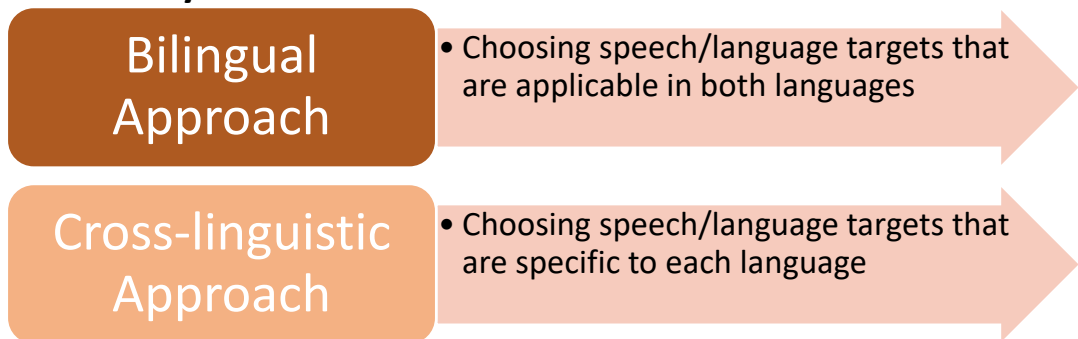 Bilingual
Approach
• Choosing speech/language targets that
are applicable in both languages
Cross-linguistic
Approach
• Choosing speech/language targets that
are specific to each language